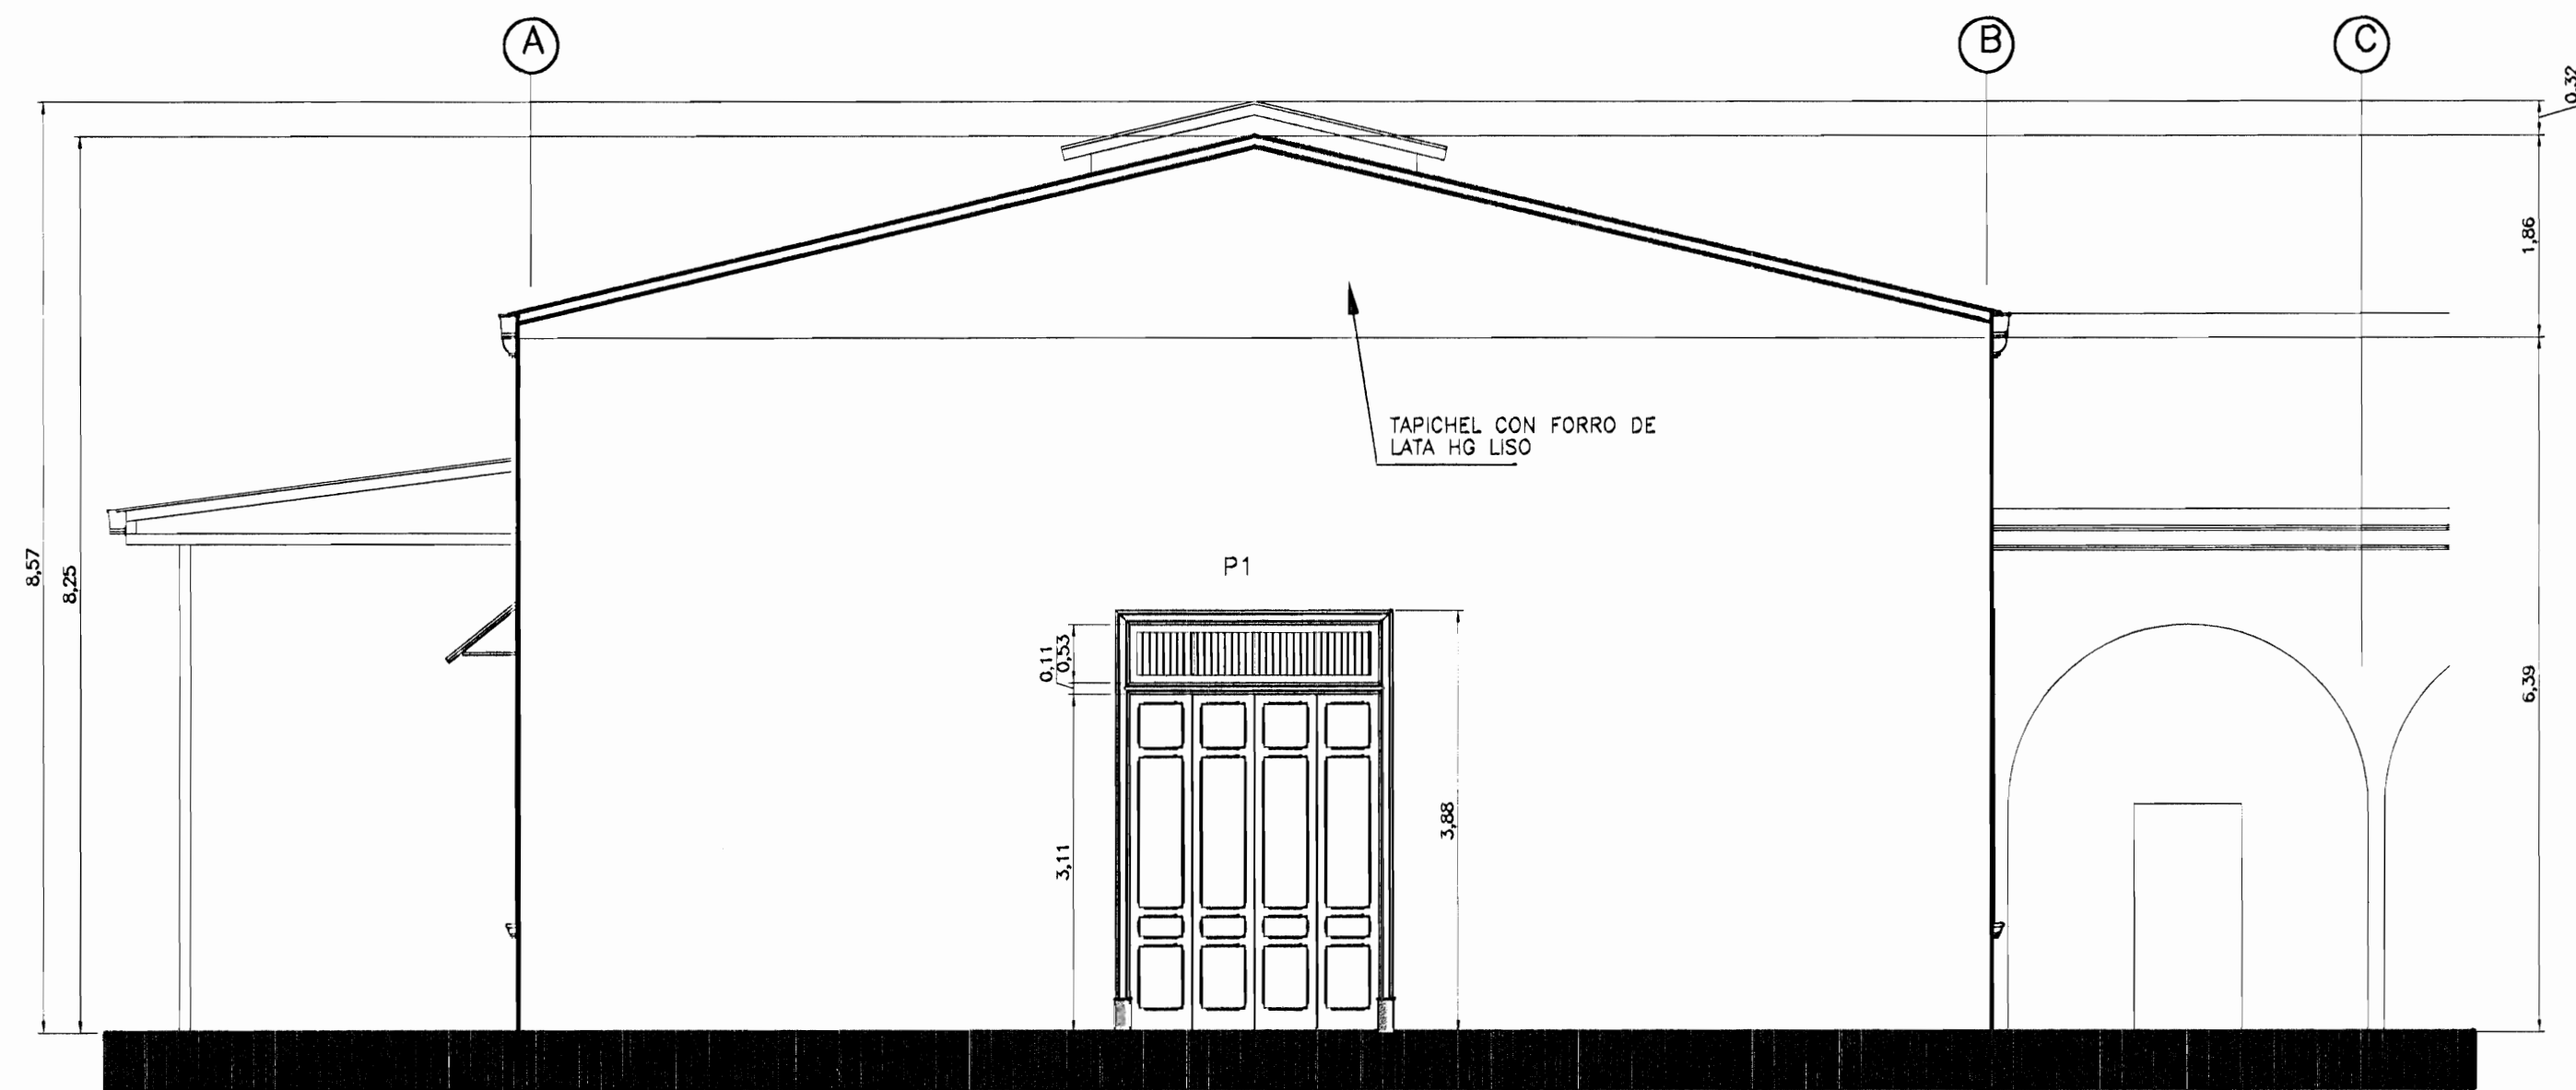 A
B
C
0,32
1,86
TAPICHEL CON FORRO DE
LATA HG LISO
8,57
8,25
P1
0,11
0,53
6,39
3,88
3,11